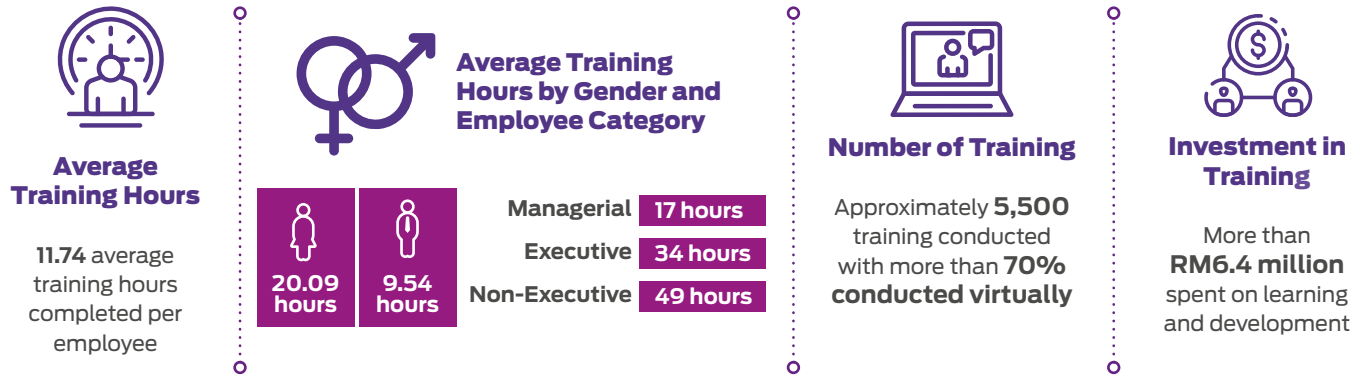 Average
Training Hours
11.74 average
training hours
completed per
employee
Average Training
Hours by Gender and
Employee Category
20.09
hours
9.54
hours
Managerial 17 hours
Executive 34 hours
Non-Executive 49 hours
Number of Training
Approximately 5,500
training conducted
with more than 70%
conducted virtually
$
Investment in
Training
More than
RM6.4 million
spent on learning
and development